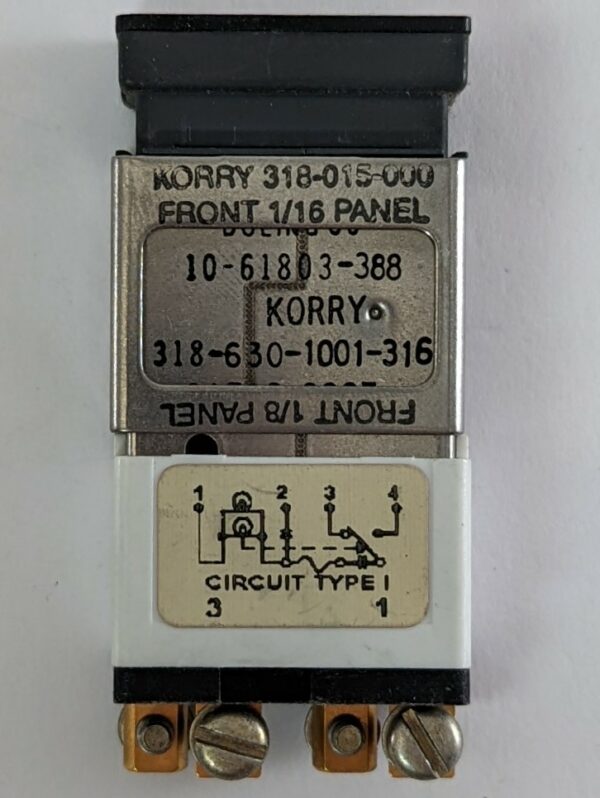 KORRY 318-015-000
FRONT 1/16 PANEL
10-61803-388
KORRY
318-630-1001-316
FRONT 1/8 PANEL
1 2 3 4
CIRCUIT TYPE I
3 1